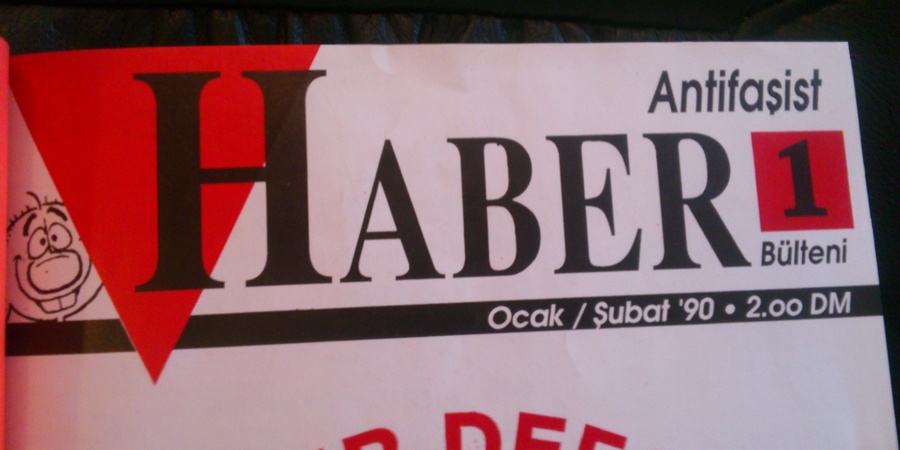 Antifaşist
HABER
1
Bülteni
Ocak / Şubat '90 • 2.oo DM